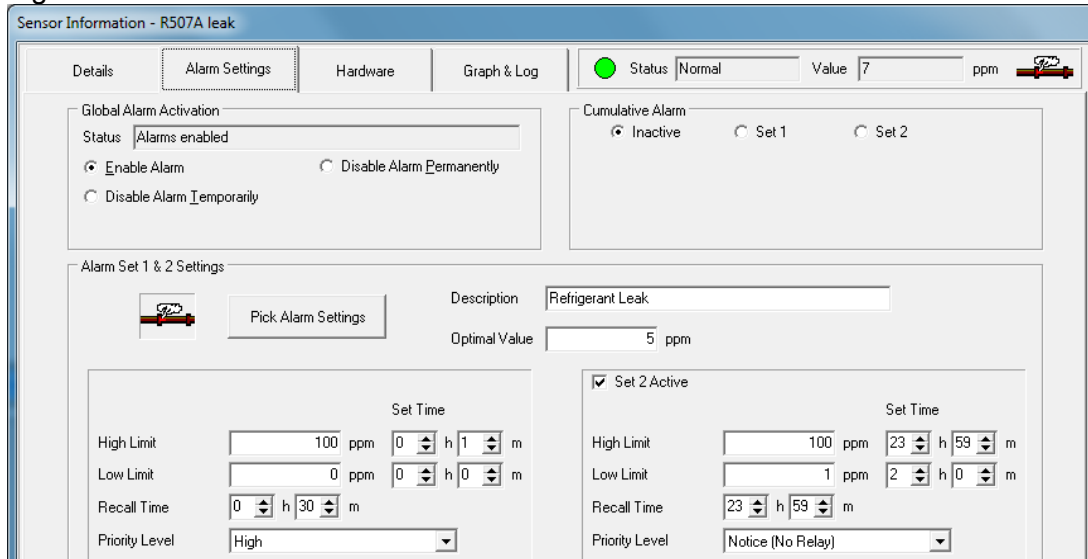 Sensor Information - R507A leak
Details Alarm Settings Hardware Graph & Log Status Normal Value 7 ppm
Global Alarm Activation Cumulative Alarm
Status Alarms enabled Inactive Set 1 Set 2
Enable Alarm Disable Alarm Permanently
Disable Alarm Temporarily
Alarm Set 1 & 2 Settings
Pick Alarm Settings Description Refrigerant Leak
Optimal Value 5 ppm
Set 2 Active
Set Time Set Time
High Limit 100 ppm 0 h 1 m High Limit 100 ppm 23 h 59 m
Low Limit 0 ppm 0 h 0 m Low Limit 1 ppm 2 h 0 m
Recall Time 0 h 30 m Recall Time 23 h 59 m
Priority Level High Priority Level Notice (No Relay)